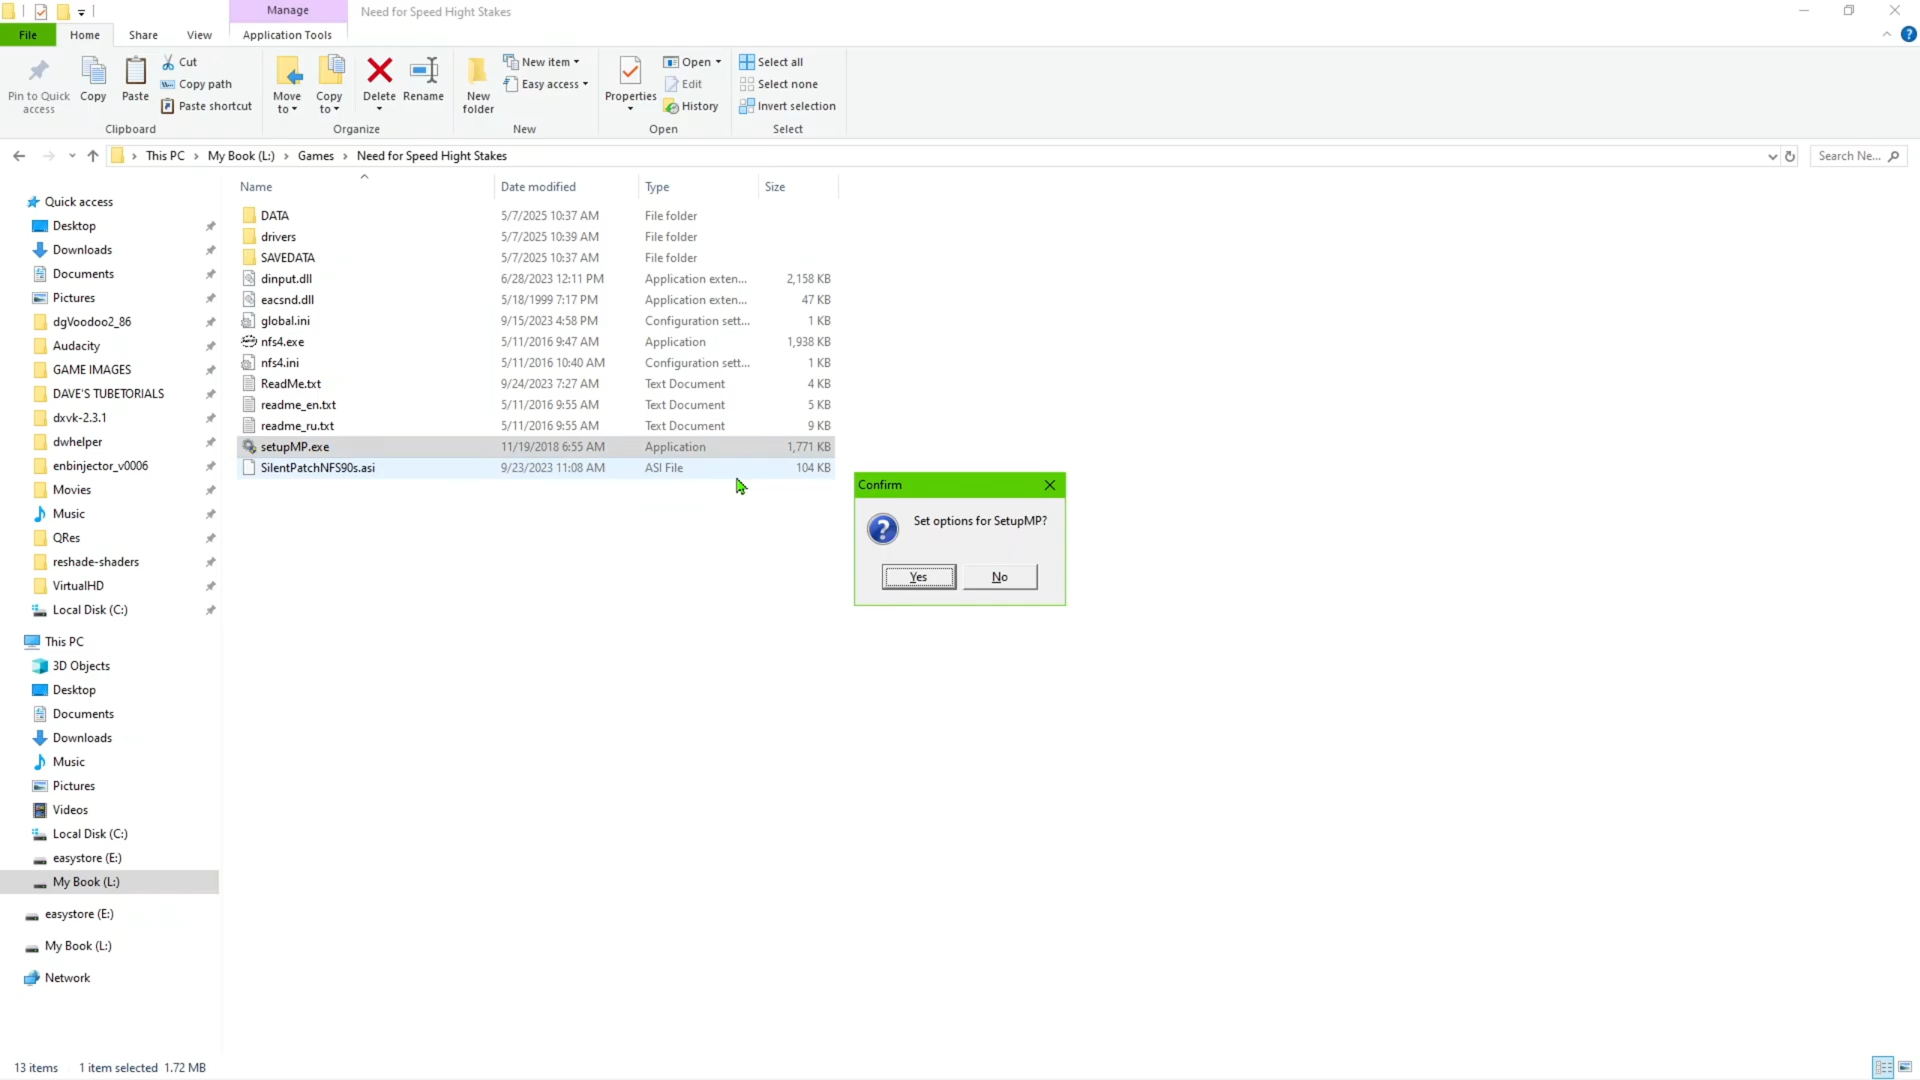 Manage
Need for Speed Hight Stakes
File
Home
Share
View
Application Tools
Pin to Quick access
Copy
Paste
Cut
Copy path
Paste shortcut
Clipboard
Move to
Copy to
Delete
Rename
Organize
New folder
New item
Easy access
New
Properties
Open
Edit
History
Open
Select all
Select none
Invert selection
Select
This PC > My Book (L:) > Games > Need for Speed Hight Stakes
Search Ne...
Name Date modified Type Size
DATA 5/7/2025 10:37 AM File folder
drivers 5/7/2025 10:39 AM File folder
SAVEDATA 5/7/2025 10:37 AM File folder
dinput.dll 6/28/2023 12:11 PM Application exten... 2,158 KB
eacsnd.dll 5/18/1999 7:17 PM Application exten... 47 KB
global.ini 9/15/2023 4:58 PM Configuration sett... 1 KB
nfs4.exe 5/11/2016 9:47 AM Application 1,938 KB
nfs4.ini 5/11/2016 10:40 AM Configuration sett... 1 KB
ReadMe.txt 9/24/2023 7:27 AM Text Document 4 KB
readme_en.txt 5/11/2016 9:55 AM Text Document 5 KB
readme_ru.txt 5/11/2016 9:55 AM Text Document 9 KB
setupMP.exe 11/19/2018 6:55 AM Application 1,771 KB
SilentPatchNFS90s.asi 9/23/2023 11:08 AM ASI File 104 KB
Quick access
Desktop
Downloads
Documents
Pictures
dgVoodoo2_86
Audacity
GAME IMAGES
DAVE'S TUBETORIALS
dxvk-2.3.1
dwhelper
enbinjector_v0006
Movies
Music
QRes
reshade-shaders
VirtualHD
Local Disk (C:)
This PC
3D Objects
Desktop
Documents
Downloads
Music
Pictures
Videos
Local Disk (C:)
easystore (E:)
My Book (L:)
easystore (E:)
My Book (L:)
Network
Confirm
Set options for SetupMP?
Yes
No
13 items 1 item selected 1.72 MB